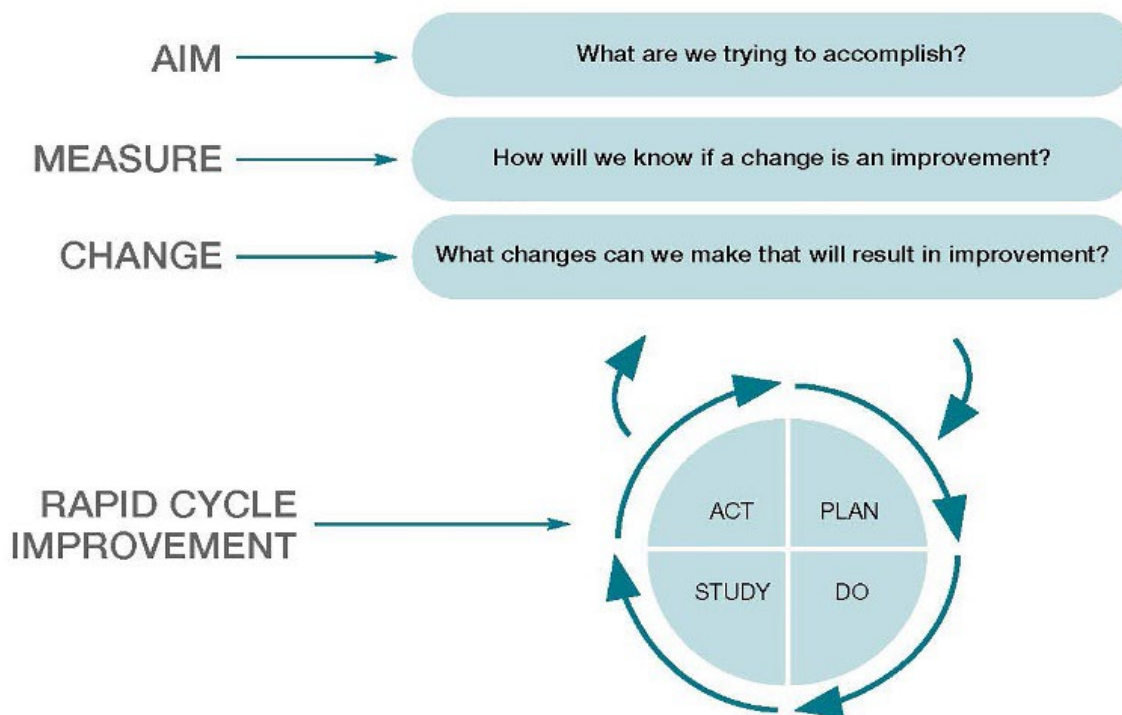 AIM
What are we trying to accomplish?
MEASURE
How will we know if a change is an improvement?
CHANGE
What changes can we make that will result in improvement?
RAPID CYCLE
IMPROVEMENT
ACT
PLAN
STUDY
DO